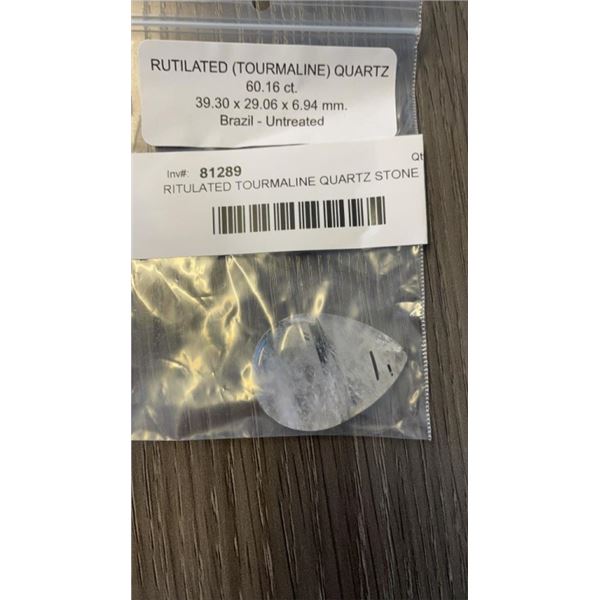 RUTILATED (TOURMALINE) QUARTZ
60.16 ct.
39.30 x 29.06 x 6.94 mm.
Brazil - Untreated
Inv#: 81289 Qt
RITULATED TOURMALINE QUARTZ STONE